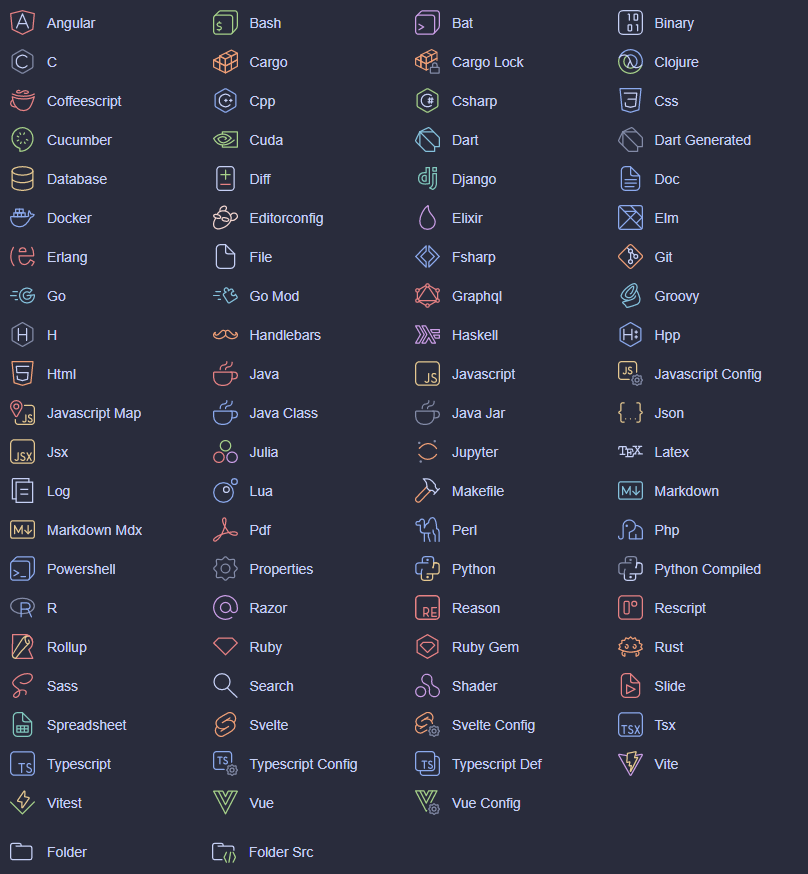 Angular Bash Bat Binary
C Cargo Cargo Lock Clojure
Coffeescript Cpp Csharp Css
Cucumber Cuda Dart Dart Generated
Database Diff Django Doc
Docker Editorconfig Elixir Elm
Erlang File Fsharp Git
Go Go Mod Graphql Groovy
H Handlebars Haskell Hpp
Html Java Javascript Javascript Config
Javascript Map Java Class Java Jar Json
Jsx Julia Jupyter Latex
Log Lua Makefile Markdown
Markdown Mdx Pdf Perl Php
Powershell Properties Python Python Compiled
R Razor Reason Rescript
Rollup Ruby Ruby Gem Rust
Sass Search Shader Slide
Spreadsheet Svelte Svelte Config Tsx
Typescript Typescript Config Typescript Def Vite
Vitest Vue Vue Config
Folder Folder Src